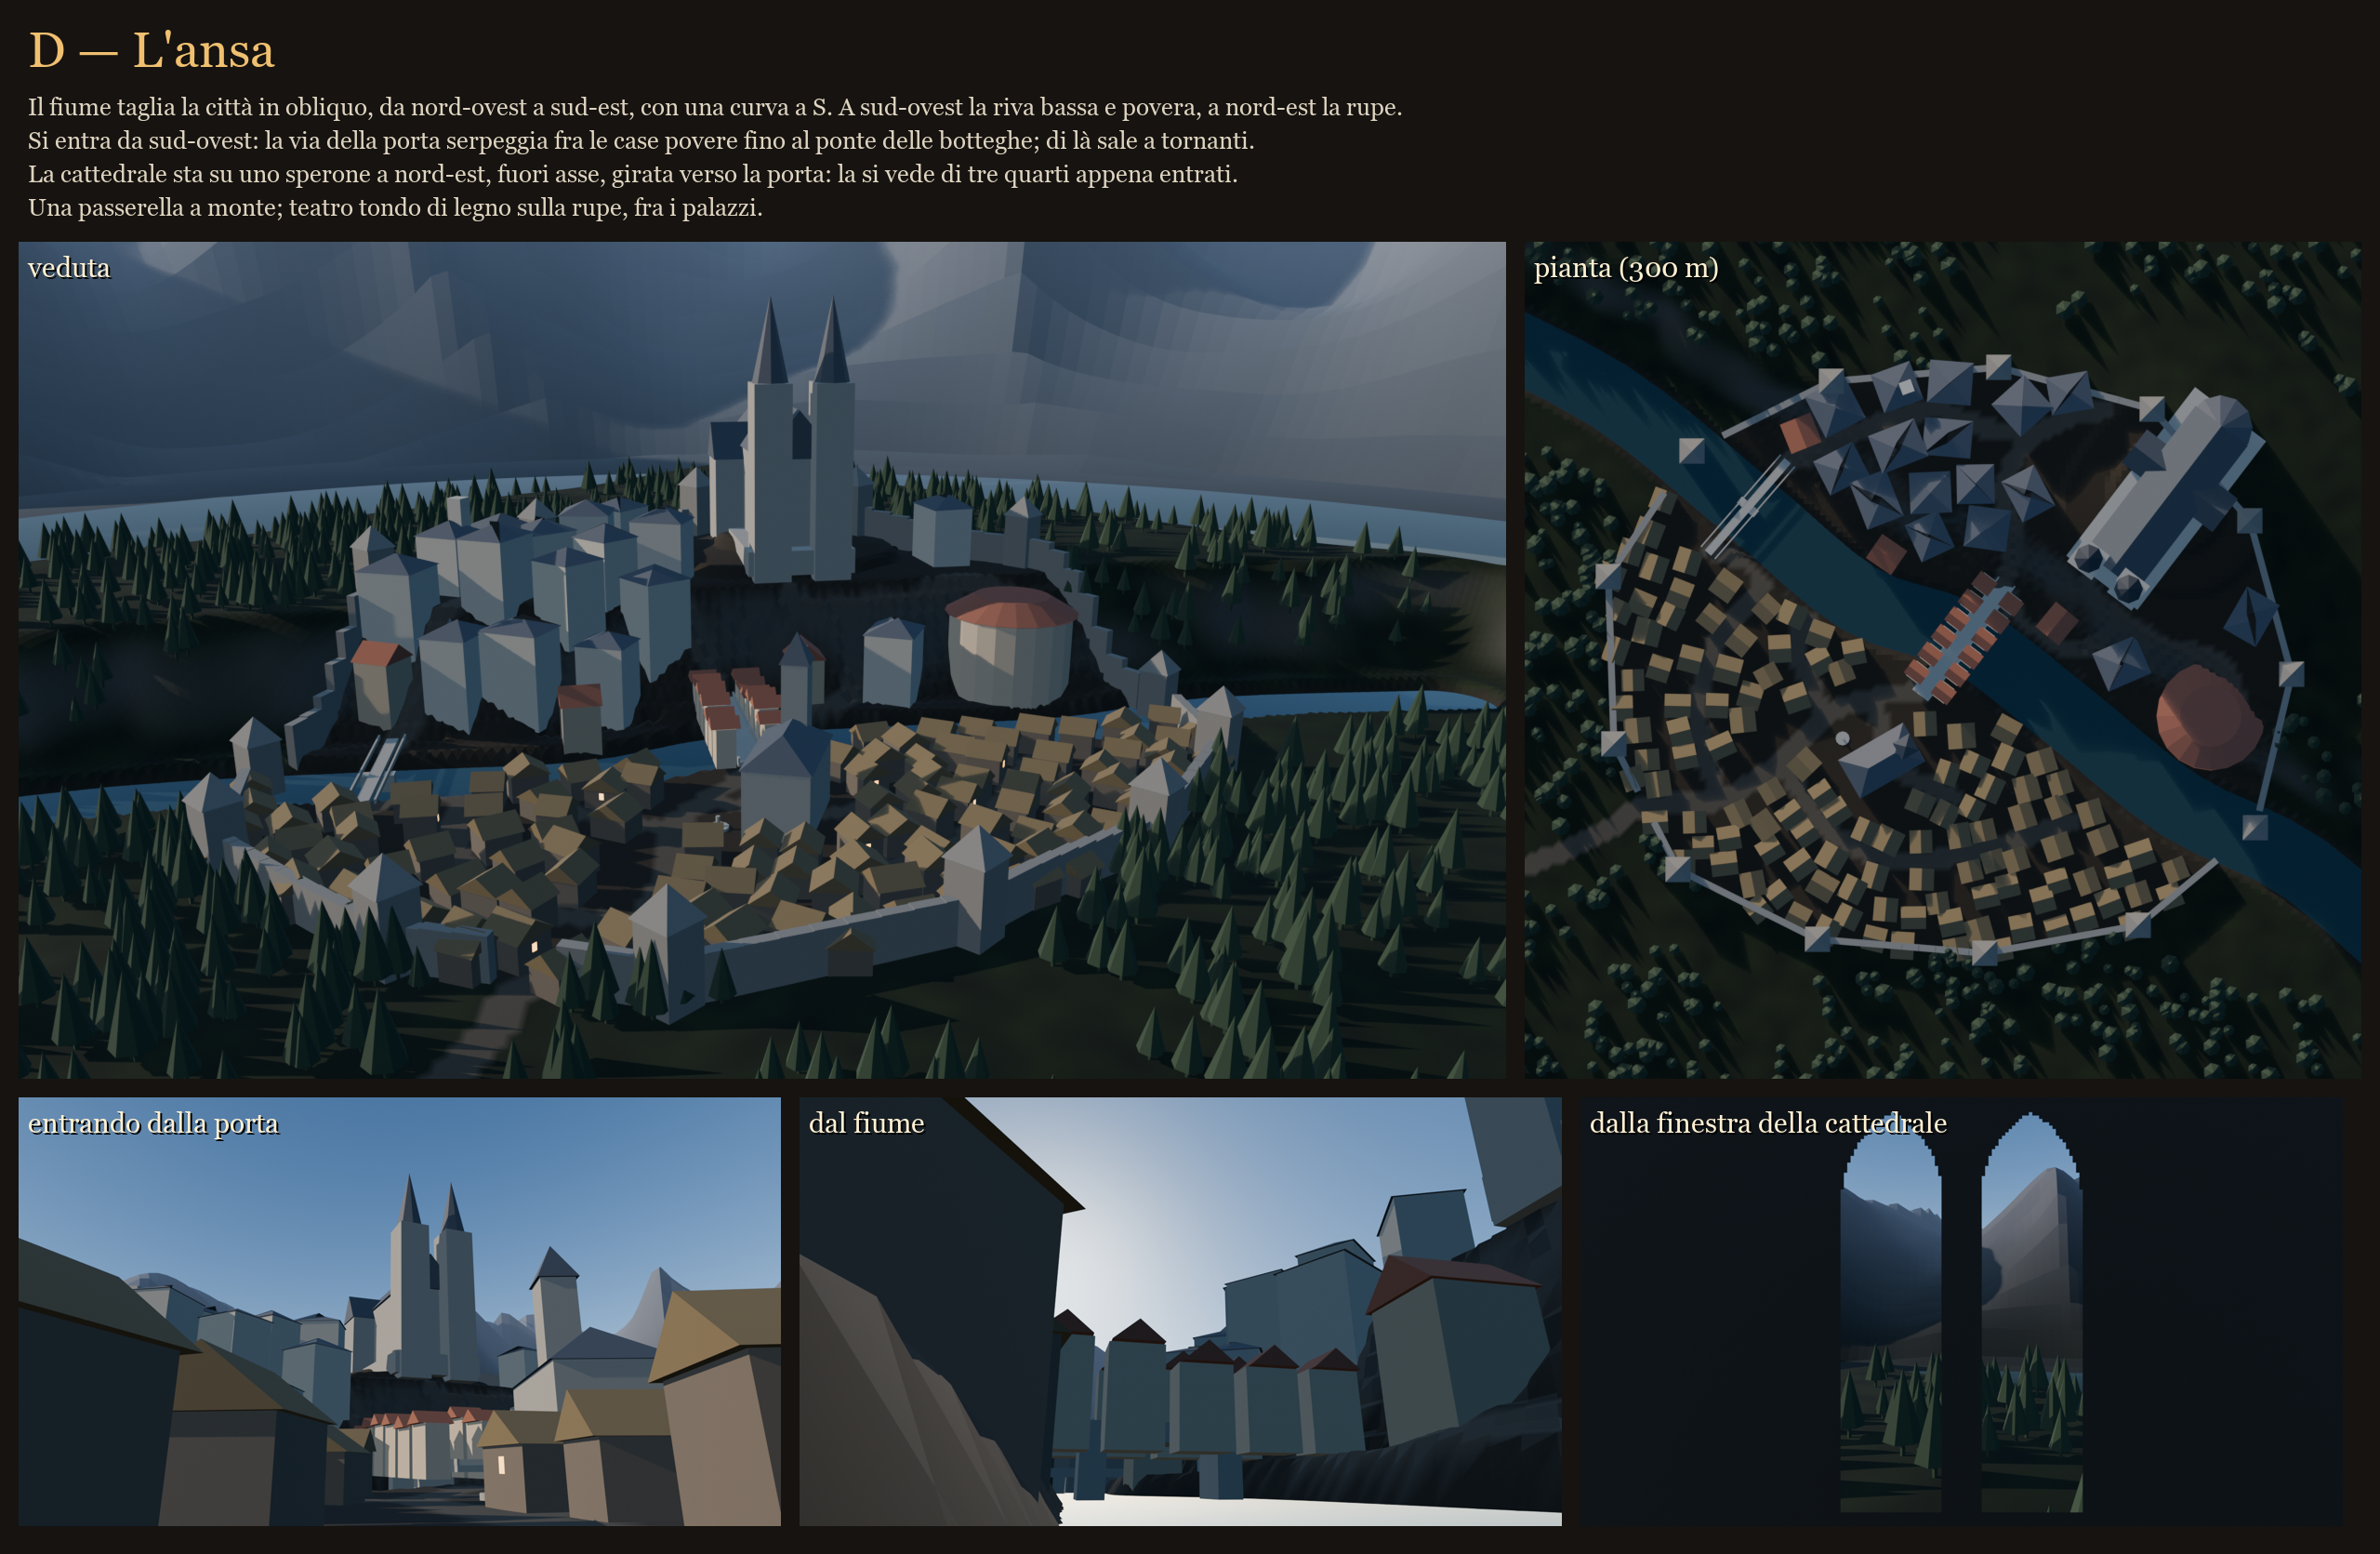 D — L'ansa
Il fiume taglia la città in obliquo, da nord-ovest a sud-est, con una curva a S. A sud-ovest la riva bassa e povera, a nord-est la rupe.
Si entra da sud-ovest: la via della porta serpeggia fra le case povere fino al ponte delle botteghe; di là sale a tornanti.
La cattedrale sta su uno sperone a nord-est, fuori asse, girata verso la porta: la si vede di tre quarti appena entrati.
Una passerella a monte; teatro tondo di legno sulla rupe, fra i palazzi.
veduta
pianta (300 m)
entrando dalla porta
dal fiume
dalla finestra della cattedrale